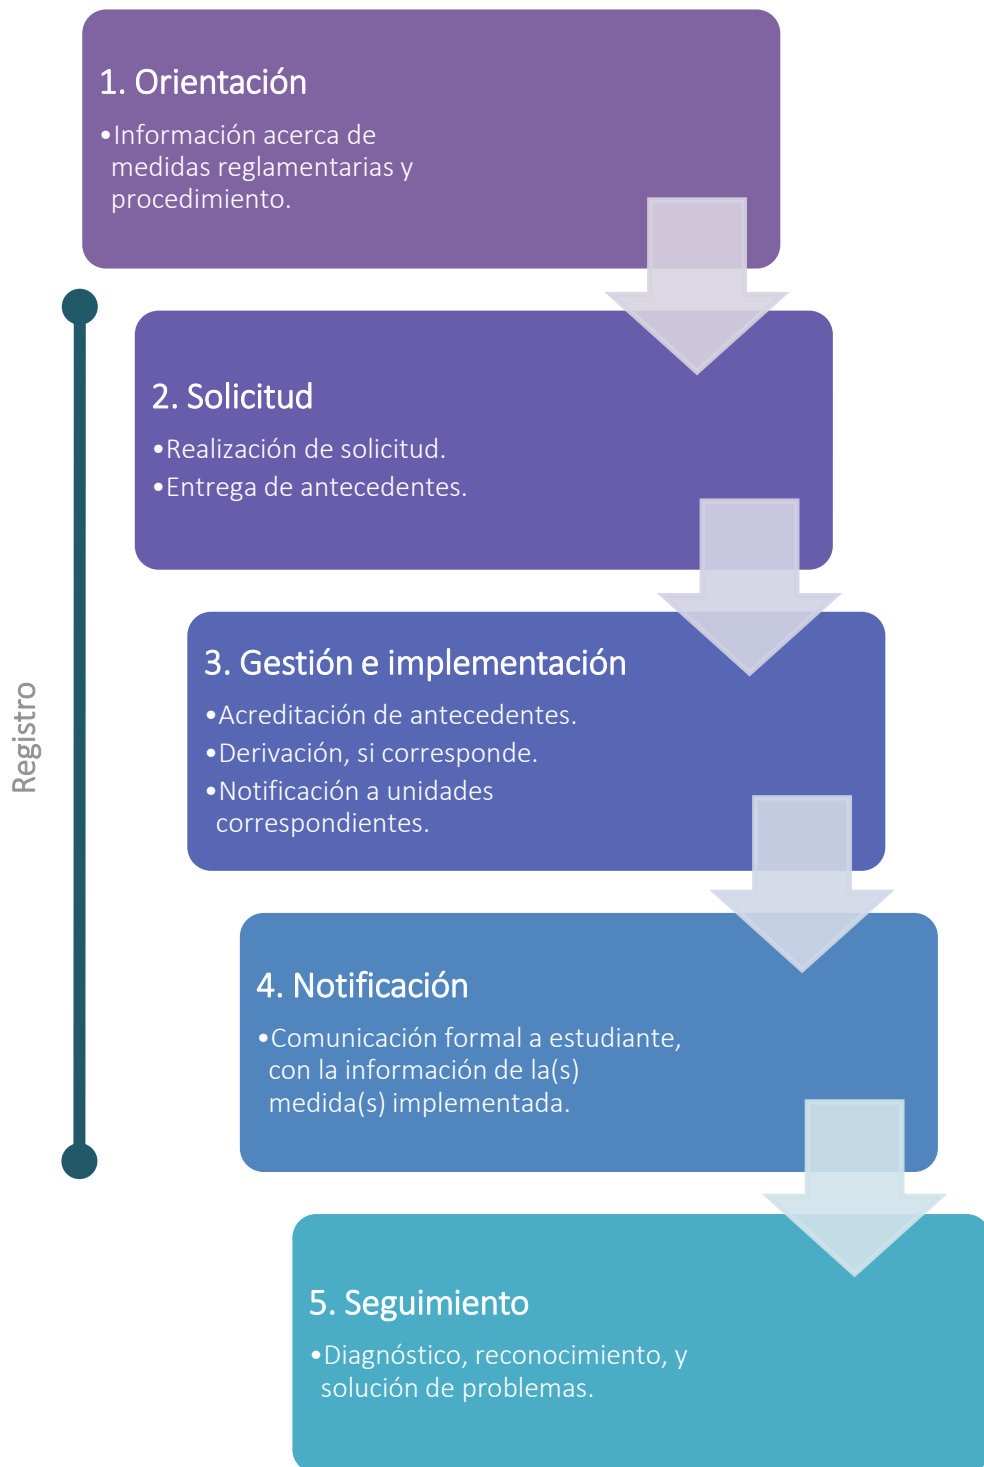 1. Orientación
•Información acerca de
medidas reglamentarias y
procedimiento.
Registro
2. Solicitud
•Realización de solicitud.
•Entrega de antecedentes.
3. Gestión e implementación
•Acreditación de antecedentes.
•Derivación, si corresponde.
•Notificación a unidades
correspondientes.
4. Notificación
•Comunicación formal a estudiante,
con la información de la(s)
medida(s) implementada.
5. Seguimiento
•Diagnóstico, reconocimiento, y
solución de problemas.